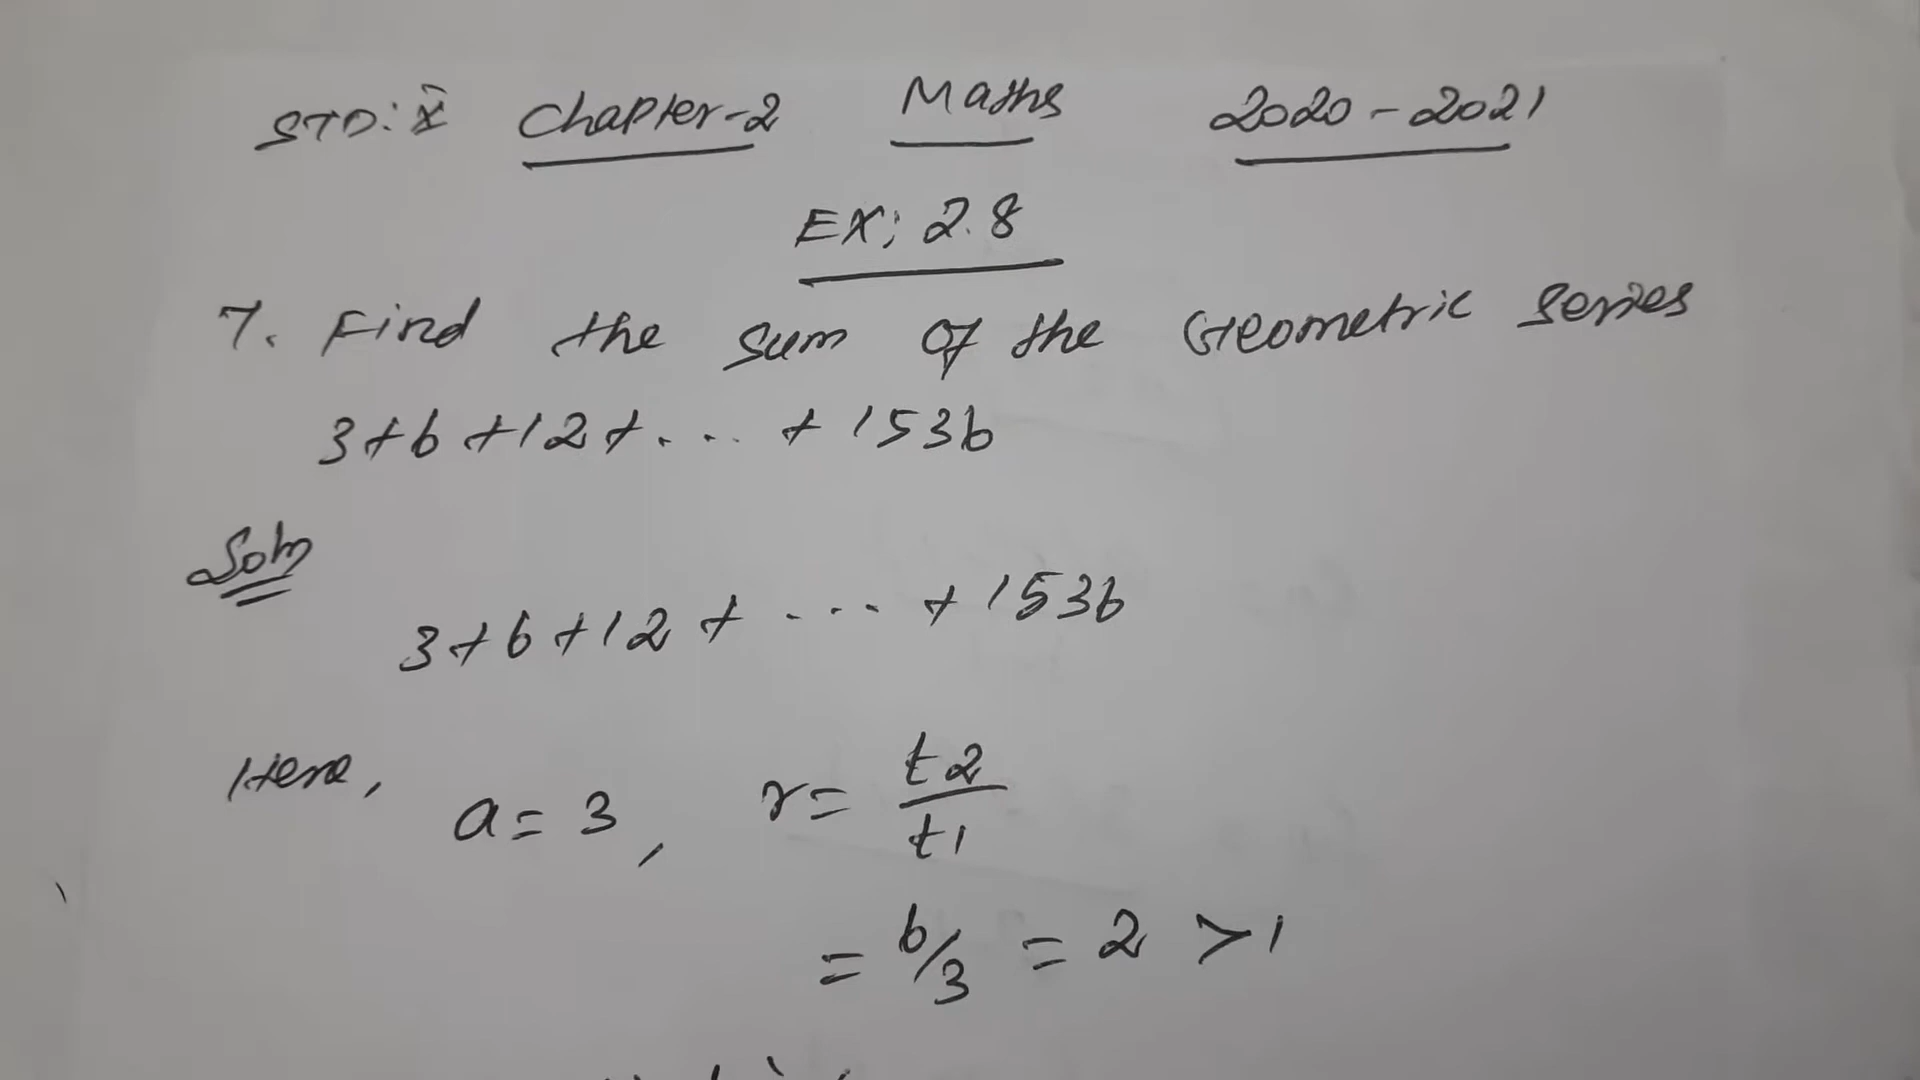 STD: X Chapter-2 Maths 2020-2021
EX: 2.8
7. Find the sum of the Geometric series
3+6+12+... + 1536
Soln
3+6+12+ ... +1536
Here, a = 3, r = t2/t1
= 6/3 = 2 >1